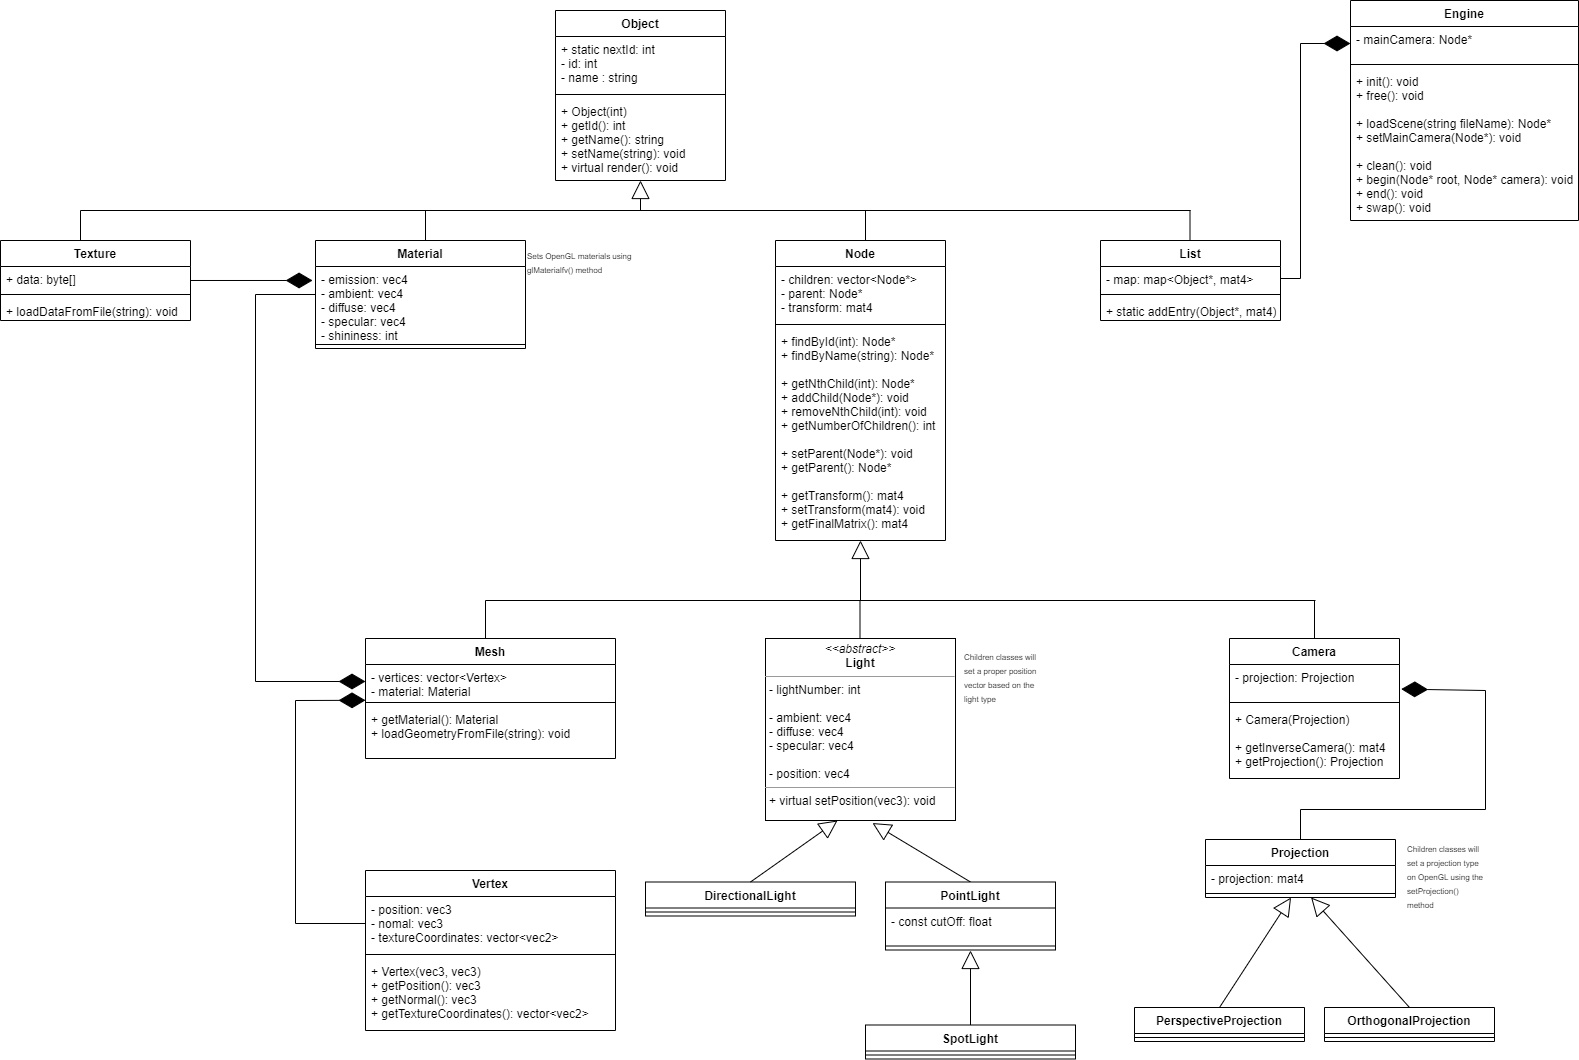 Object
+ static nextId: int
- id: int
- name : string
+ Object(int)
+ getId(): int
+ getName(): string
+ setName(string): void
+ virtual render(): void
Engine
- mainCamera: Node*
+ init(): void
+ free(): void
+ loadScene(string fileName): Node*
+ setMainCamera(Node*): void
+ clean(): void
+ begin(Node* root, Node* camera): void
+ end(): void
+ swap(): void
Texture
+ data: byte[]
+ loadDataFromFile(string): void
Material
- emission: vec4
- ambient: vec4
- diffuse: vec4
- specular: vec4
- shininess: int
Sets OpenGL materials using
glMaterialfv() method
Node
- children: vector<Node*>
- parent: Node*
- transform: mat4
+ findById(int): Node*
+ findByName(string): Node*
+ getNthChild(int): Node*
+ addChild(Node*): void
+ removeNthChild(int): void
+ getNumberOfChildren(): int
+ setParent(Node*): void
+ getParent(): Node*
+ getTransform(): mat4
+ setTransform(mat4): void
+ getFinalMatrix(): mat4
List
- map: map<Object*, mat4>
+ static addEntry(Object*, mat4)
Mesh
- vertices: vector<Vertex>
- material: Material
+ getMaterial(): Material
+ loadGeometryFromFile(string): void
<<abstract>>
Light
- lightNumber: int
- ambient: vec4
- diffuse: vec4
- specular: vec4
- position: vec4
+ virtual setPosition(vec3): void
Children classes will
set a proper position
vector based on the
light type
Camera
- projection: Projection
+ Camera(Projection)
+ getInverseCamera(): mat4
+ getProjection(): Projection
Vertex
- position: vec3
- nomal: vec3
- textureCoordinates: vector<vec2>
+ Vertex(vec3, vec3)
+ getPosition(): vec3
+ getNormal(): vec3
+ getTextureCoordinates(): vector<vec2>
DirectionalLight
PointLight
- const cutOff: float
SpotLight
Projection
- projection: mat4
Children classes will
set a projection type
on OpenGL using the
setProjection()
method
PerspectiveProjection
OrthogonalProjection